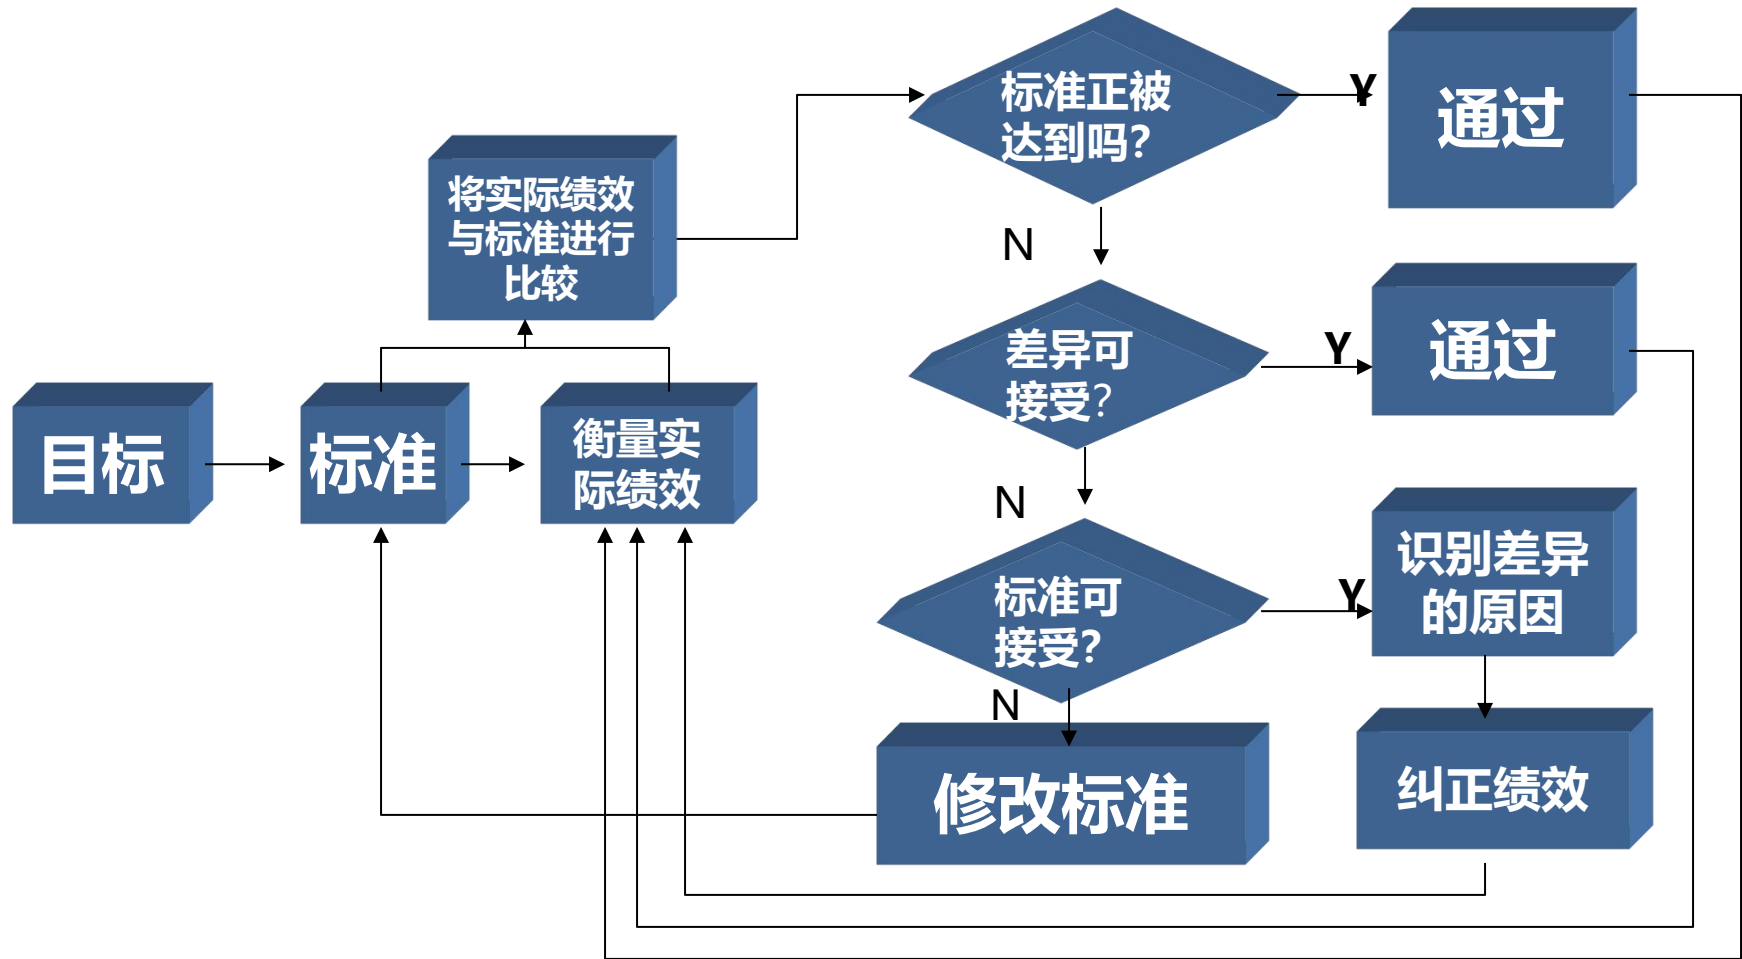 标准正被
达到吗？
Y
通过
将实际绩效
与标准进行
比较
N
差异可
接受？
Y
通过
目标
标准
衡量实
际绩效
N
标准可
接受？
Y
识别差异
的原因
N
修改标准
纠正绩效